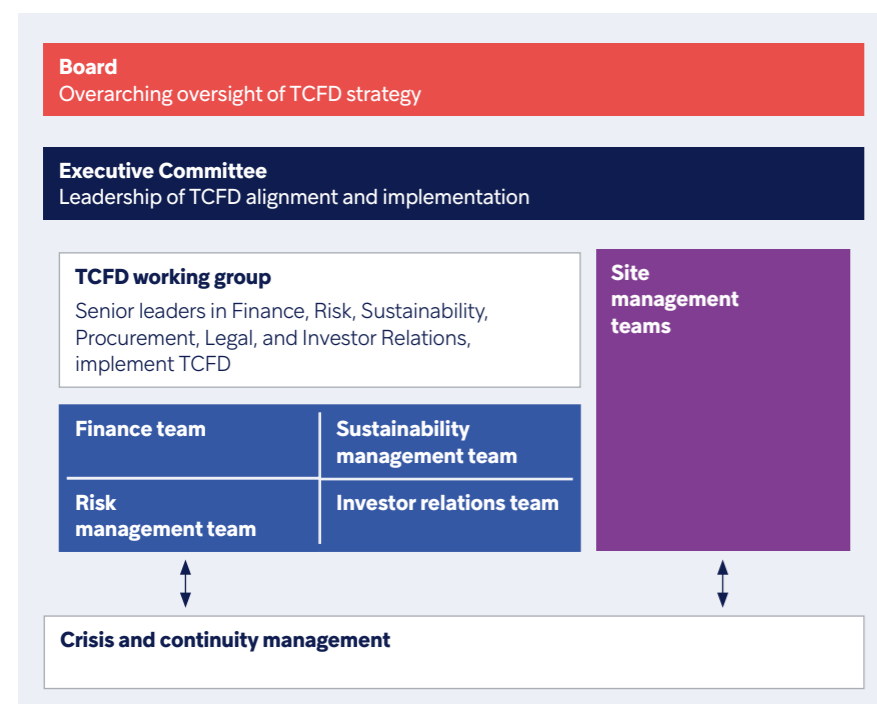 Board
Overarching oversight of TCFD strategy
Executive Committee
Leadership of TCFD alignment and implementation
TCFD working group
Senior leaders in Finance, Risk, Sustainability,
Procurement, Legal, and Investor Relations,
implement TCFD
Site
management
teams
Finance team
Sustainability
management team
Risk
management team
Investor relations team
Crisis and continuity management